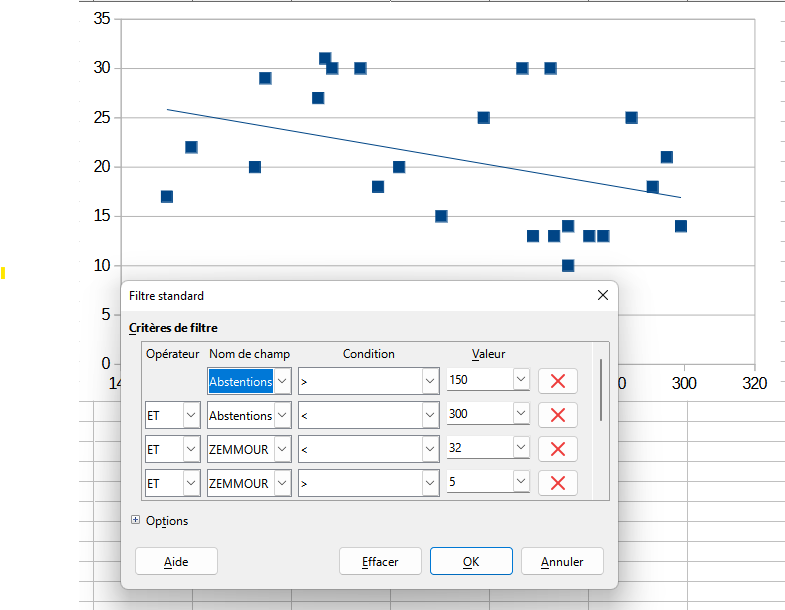 35
30
25
20
15
10
5
0
14
0
300
320
Filtre standard
Critères de filtre
Opérateur Nom de champ Condition Valeur
Abstentions > 150
ET Abstentions < 300
ET ZEMMOUR < 32
ET ZEMMOUR > 5
Options
Aide Effacer OK Annuler